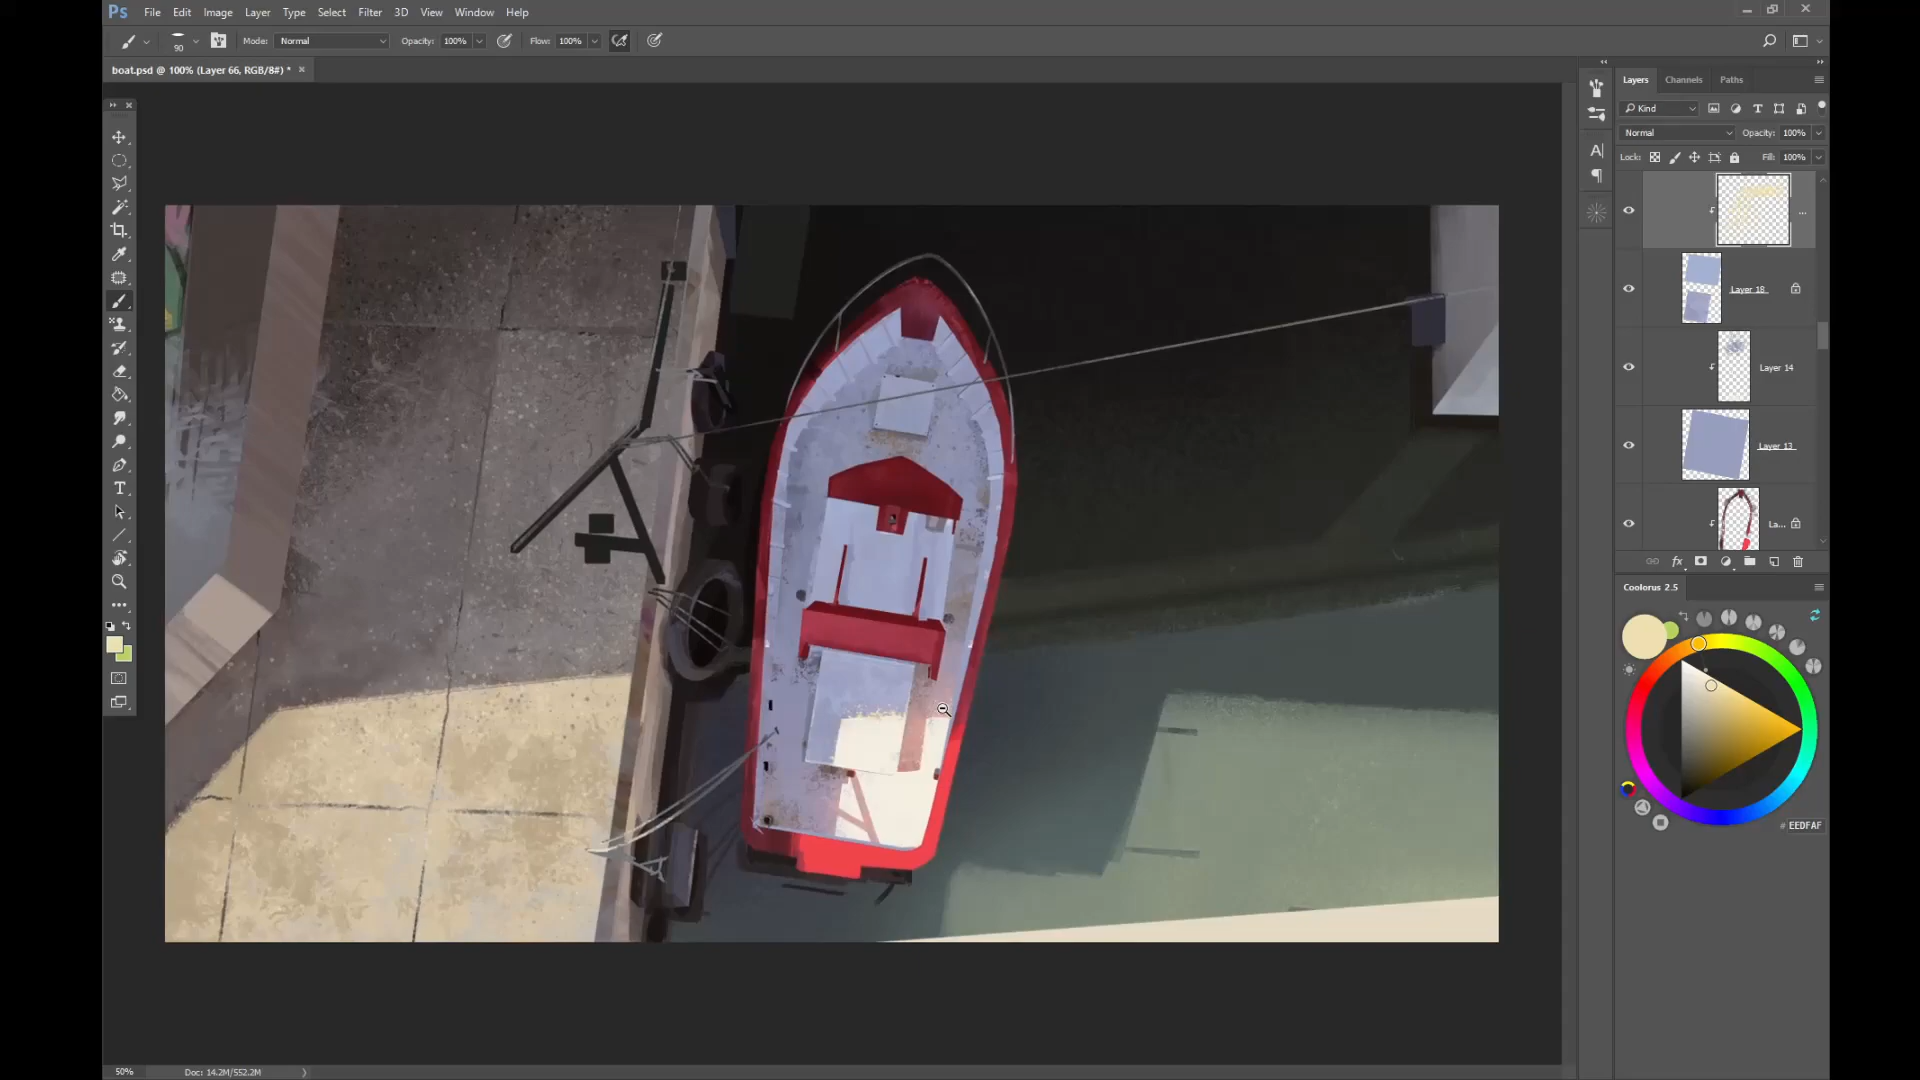 Ps File Edit Image Layer Type Select Filter 3D View Window Help
90 Mode: Normal Opacity: 100% Flow: 100%
boat.psd @ 100% (Layer 66, RGB/8#) * ×
Layers Channels Paths
Kind
Normal Opacity: 100%
Lock: Fill: 100%
...
Layer 18
Layer 14
Layer 13
La...
Coolorus 2.5
# EEDFAF
50% Doc: 14.2M/552.2M